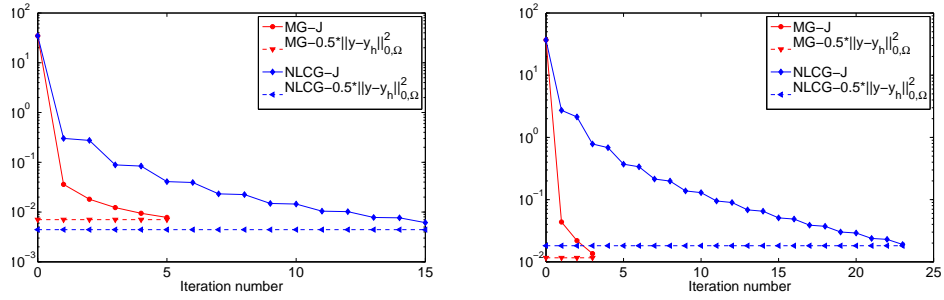 10^2
10^1
10^0
10^-1
10^-2
10^-3
0
5
10
15
Iteration number
MG-J
MG-0.5*||y-y_h||^2_{0,Ω}
NLCG-J
NLCG-0.5*||y-y_h||^2_{0,Ω}
10^2
10^1
10^0
10^-1
10^-2
0
5
10
15
20
25
Iteration number
MG-J
MG-0.5*||y-y_h||^2_{0,Ω}
NLCG-J
NLCG-0.5*||y-y_h||^2_{0,Ω}